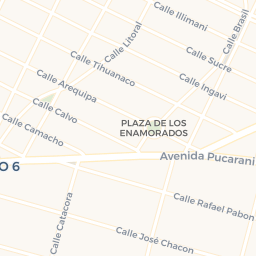 Calle Illimani
Calle Brasil
Calle Litoral
Calle Sucre
Calle Tihuanaco
Calle Arequipa
Calle Ingavi
Calle Calvo
PLAZA DE LOS
ENAMORADOS
Calle Camacho
Avenida Pucarani
O 6
Calle Catacora
Calle Rafael Pabon
Calle José Chacon